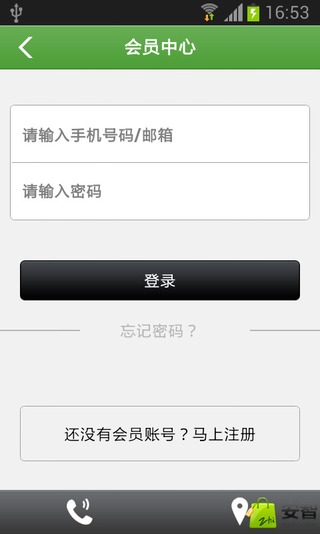 16:53
会员中心
请输入手机号码/邮箱
请输入密码
登录
忘记密码？
还没有会员账号？马上注册
安智